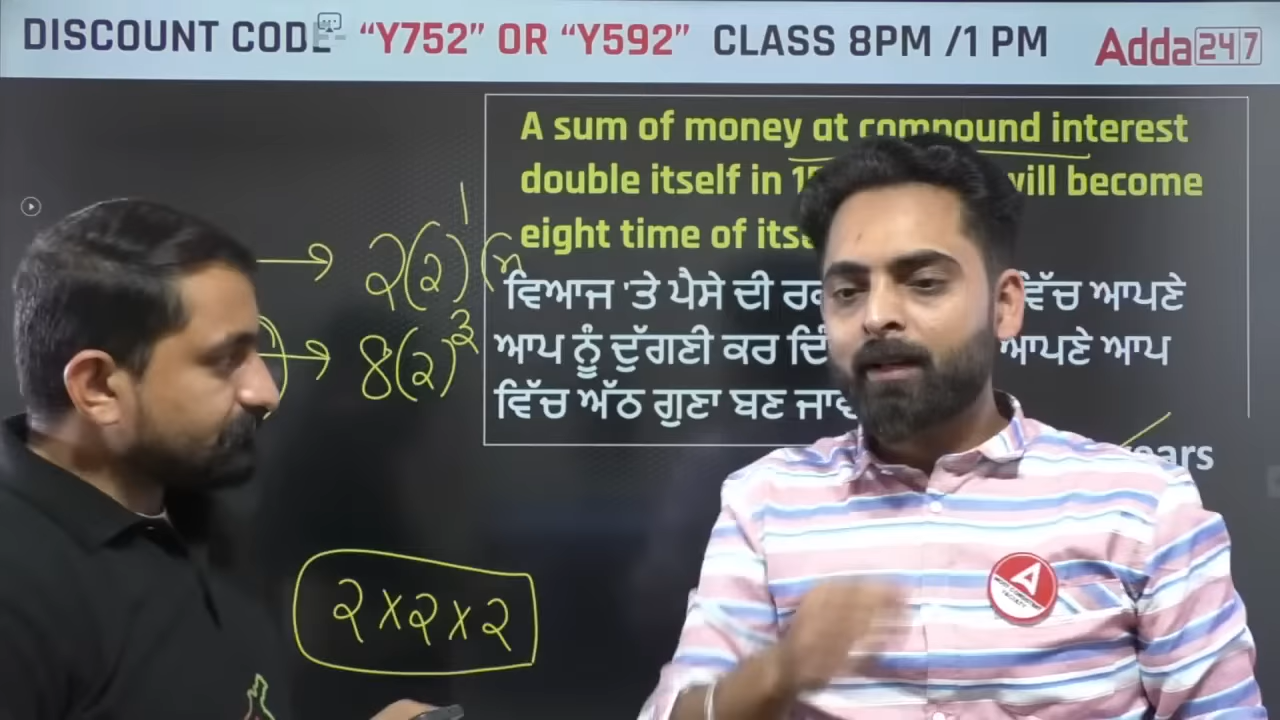 DISCOUNT CODE "Y752" OR "Y592" CLASS 8PM /1 PM
Adda247
A sum of money at compound interest
double itself in will become
eight time of
ਵਿਆਜ 'ਤੇ ਪੈਸੇ ਦੀ ਵਿੱਚ ਆਪਣੇ
ਆਪ ਨੂੰ ਦੁੱਗਣੀ ਕਰ ਆਪਣੇ ਆਪ
ਵਿੱਚ ਅੱਠ ਗੁਣਾ ਬਣ
→ 2(2)¹
→ 8(2)³
2×2×2
A